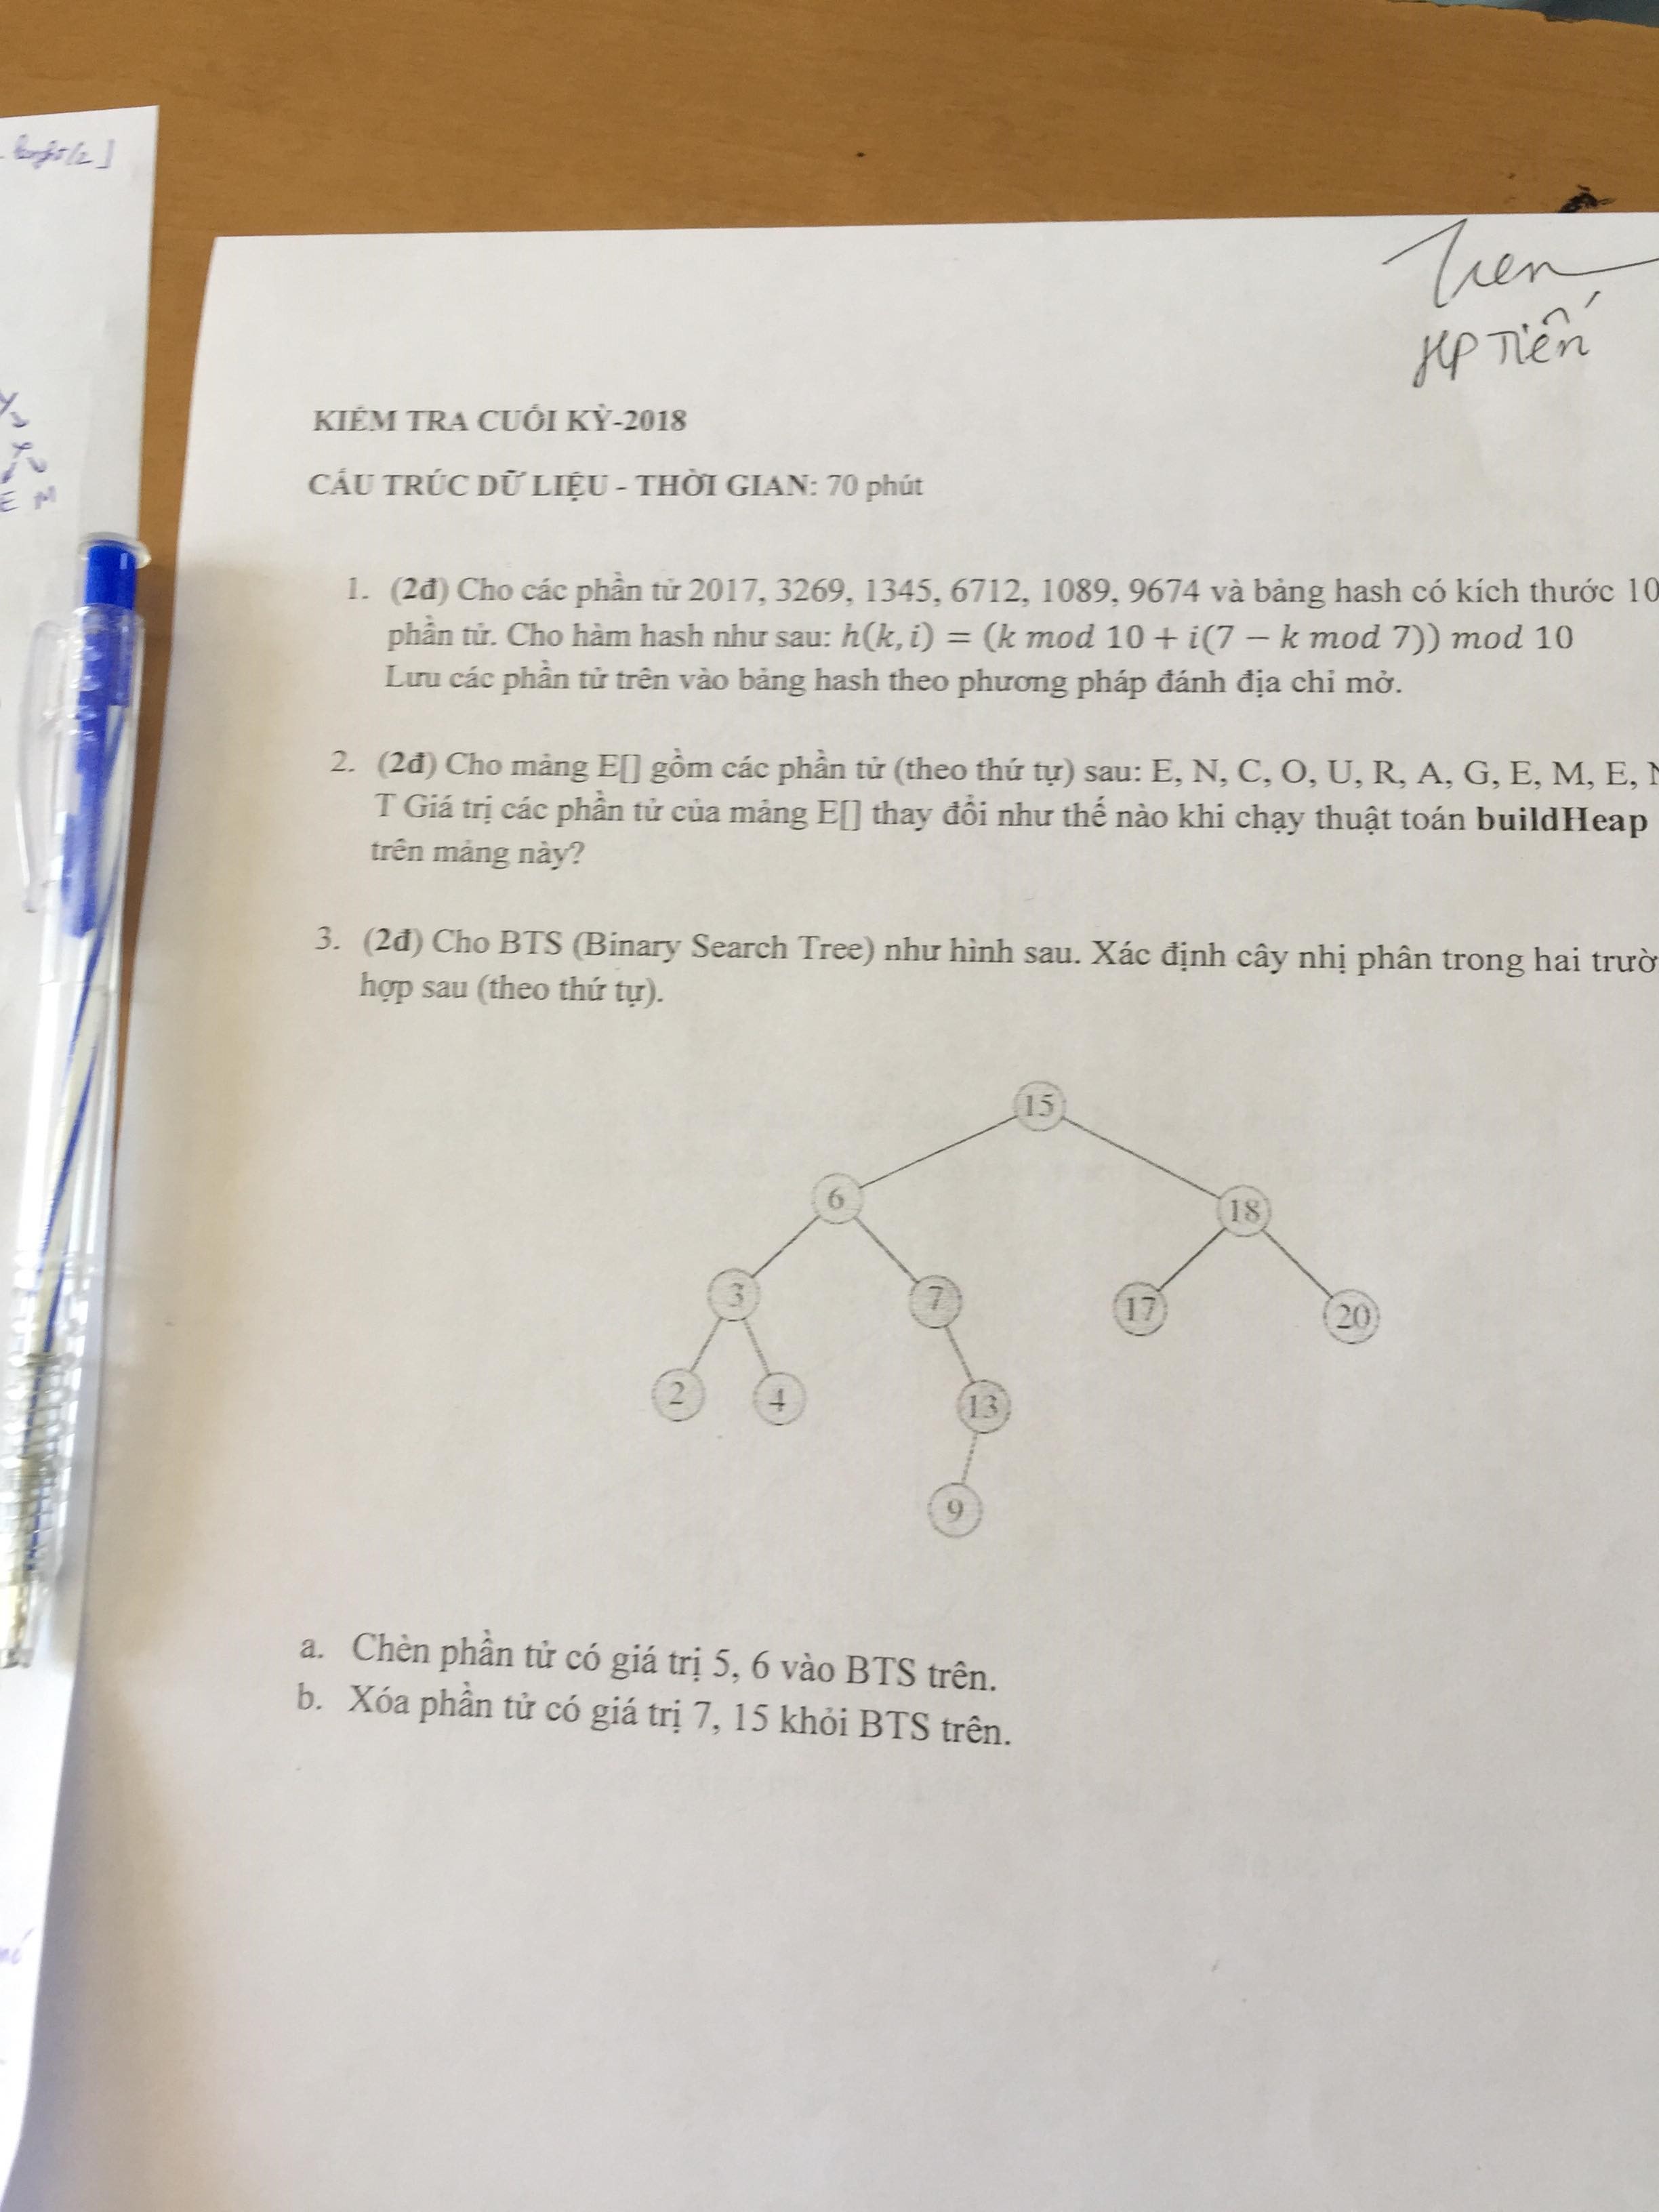 Tien
HP Tiến
KIỂM TRA CUỐI KỲ-2018
CẤU TRÚC DỮ LIỆU - THỜI GIAN: 70 phút
1. (2đ) Cho các phần tử 2017, 3269, 1345, 6712, 1089, 9674 và bảng hash có kích thước 10
phần tử. Cho hàm hash như sau: h(k, i) = (k mod 10 + i(7 − k mod 7)) mod 10
Lưu các phần tử trên vào bảng hash theo phương pháp đánh địa chỉ mở.
2. (2đ) Cho mảng E[] gồm các phần tử (theo thứ tự) sau: E, N, C, O, U, R, A, G, E, M, E, N
T Giá trị các phần tử của mảng E[] thay đổi như thế nào khi chạy thuật toán buildHeap
trên mảng này?
3. (2đ) Cho BTS (Binary Search Tree) như hình sau. Xác định cây nhị phân trong hai trườ
hợp sau (theo thứ tự).
15
6
18
3
7
17
20
2
4
13
9
a. Chèn phần tử có giá trị 5, 6 vào BTS trên.
b. Xóa phần tử có giá trị 7, 15 khỏi BTS trên.
E M